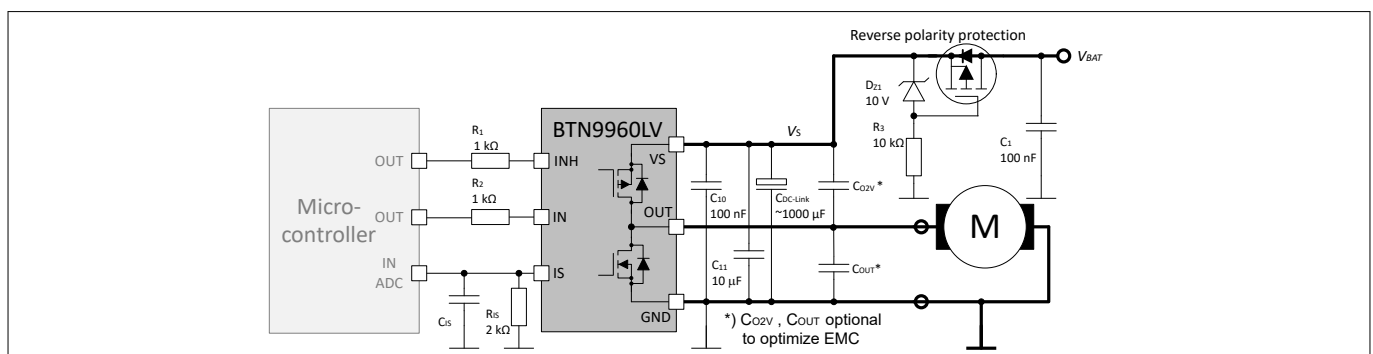 Reverse polarity protection
VBAT
DZ1
10 V
R3
10 kΩ
C1
100 nF
BTN9960LV
R1
1 kΩ
OUT
INH
VS
VS
R2
1 kΩ
Micro-
controller
OUT
IN
OUT
C10
100 nF
CDC-Link
~1000 µF
CO2V *
M
IN
ADC
IS
C11
10 µF
COUT*
CIS
RIS
2 kΩ
GND
*) CO2V , COUT optional
to optimize EMC